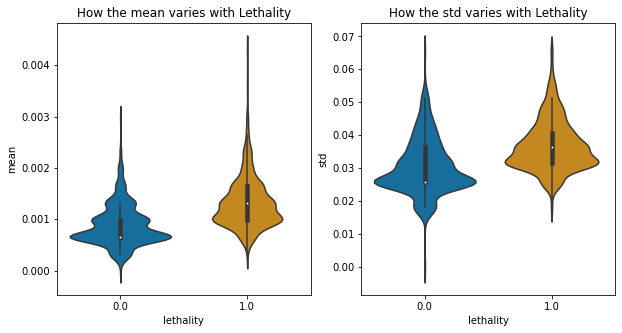 How the mean varies with Lethality
mean
0.004
0.003
0.002
0.001
0.000
0.0
1.0
lethality
How the std varies with Lethality
std
0.07
0.06
0.05
0.04
0.03
0.02
0.01
0.00
0.0
1.0
lethality